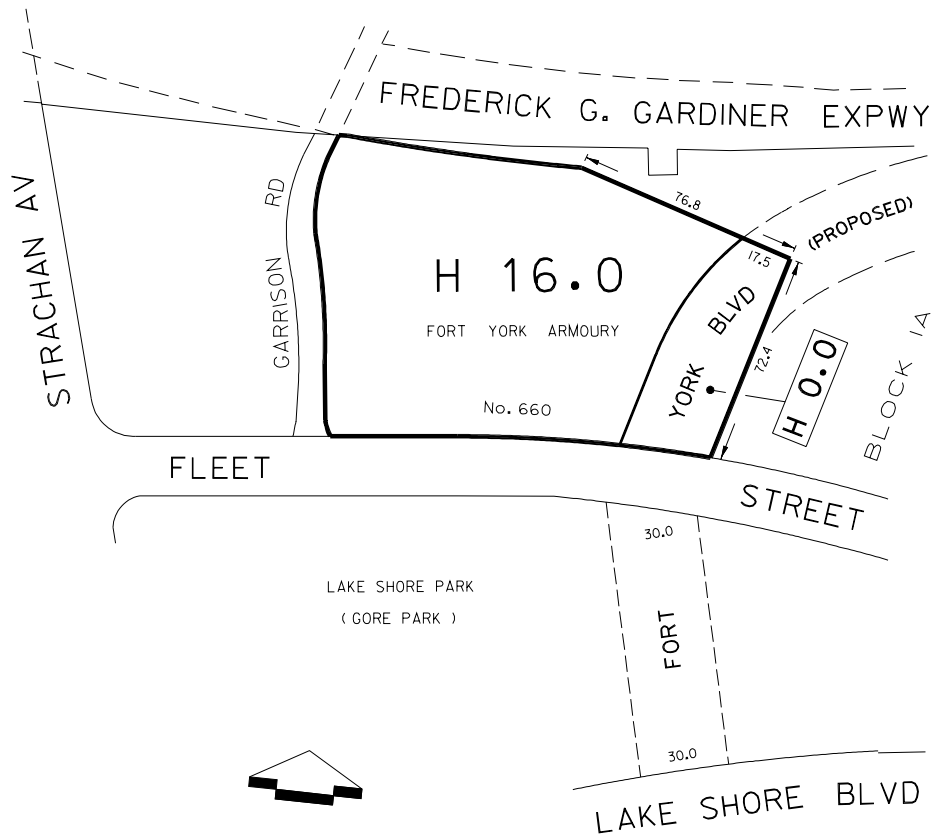 FREDERICK G. GARDINER EXPWY
STRACHAN AV
GARRISON RD
76.8
17.5
(PROPOSED)
H 16.0
FORT YORK ARMOURY
No. 660
YORK BLVD
72.4
H 0.0
BLOCK 1A
FLEET STREET
30.0
LAKE SHORE PARK
( GORE PARK )
FORT
30.0
LAKE SHORE BLVD